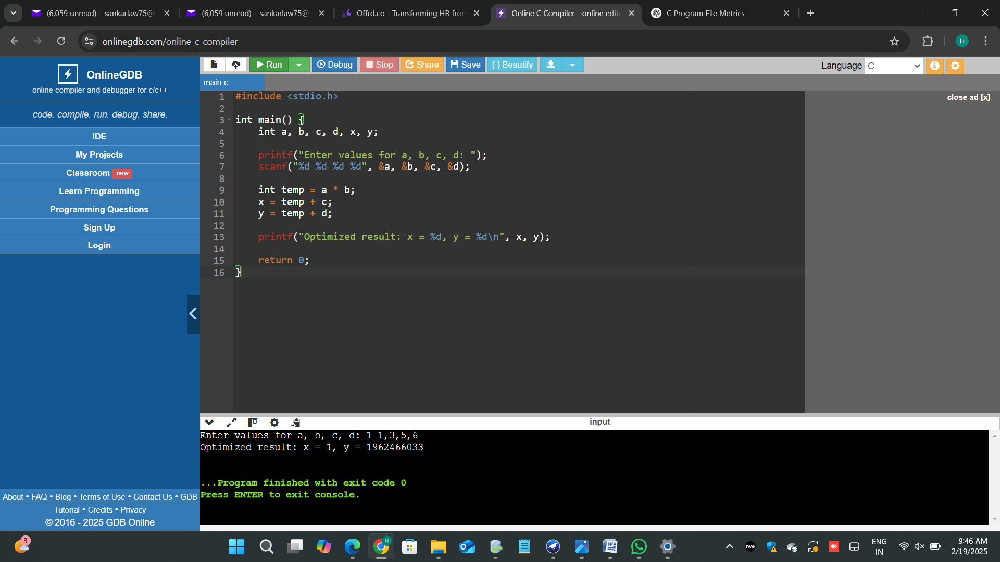 (6,059 unread) – sankarlaw75@
(6,059 unread) – sankarlaw75@
Offrd.co - Transforming HR fron
Online C Compiler - online edit
C Program File Metrics
onlinegdb.com/online_c_compiler
H
OnlineGDB
online compiler and debugger for c/c++
code. compile. run. debug. share.
IDE
My Projects
Classroom new
Learn Programming
Programming Questions
Sign Up
Login
About • FAQ • Blog • Terms of Use • Contact Us • GDB
Tutorial • Credits • Privacy
© 2016 - 2025 GDB Online
Run
Debug
Stop
Share
Save
{ } Beautify
Language C
main.c
close ad [x]
1 #include <stdio.h>
2
3 int main() {
4 int a, b, c, d, x, y;
5
6 printf("Enter values for a, b, c, d: ");
7 scanf("%d %d %d %d", &a, &b, &c, &d);
8
9 int temp = a * b;
10 x = temp + c;
11 y = temp + d;
12
13 printf("Optimized result: x = %d, y = %d\n", x, y);
14
15 return 0;
16 }
input
Enter values for a, b, c, d: 1 1,3,5,6
Optimized result: x = 1, y = 1962466033
...Program finished with exit code 0
Press ENTER to exit console.
3
H
ENG
IN
9:46 AM
2/19/2025